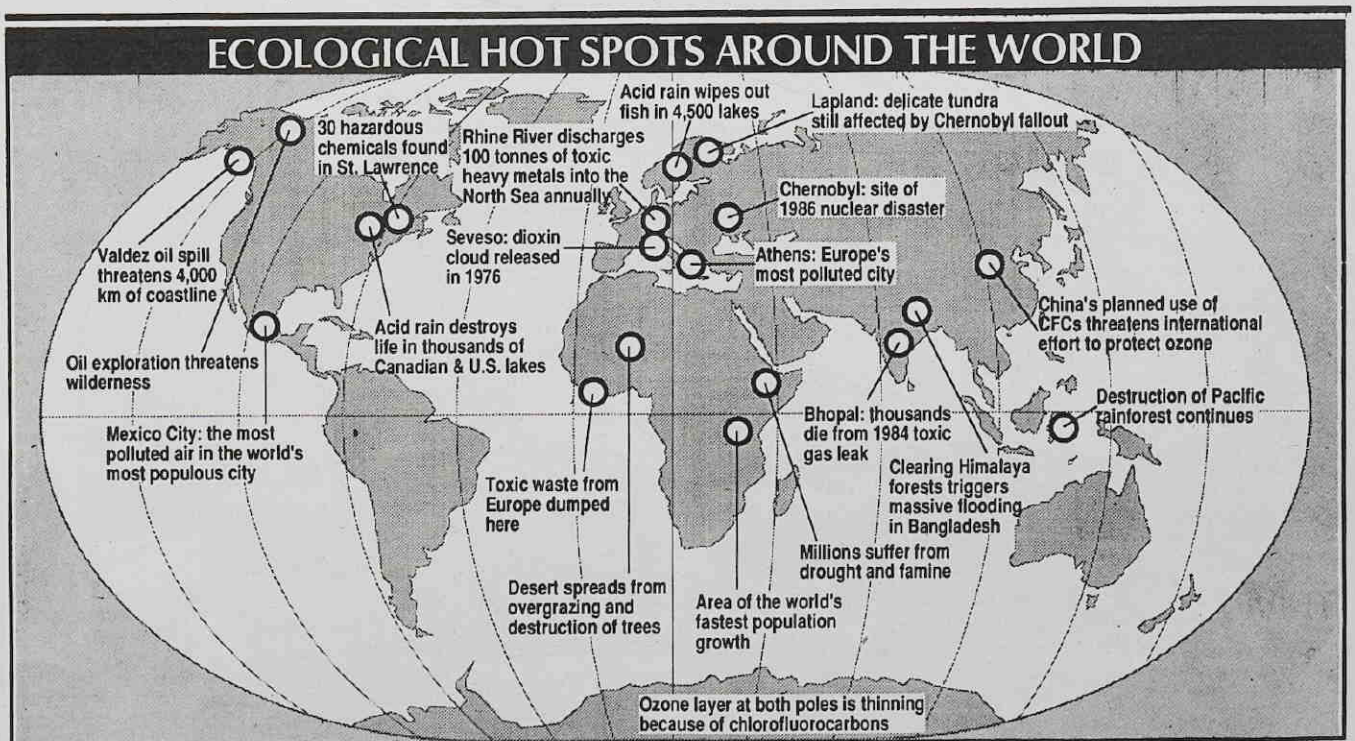 ECOLOGICAL HOT SPOTS AROUND THE WORLD
Acid rain wipes out
fish in 4,500 lakes
Lapland: delicate tundra
still affected by Chernobyl fallout
30 hazardous
chemicals found
in St. Lawrence
Rhine River discharges
100 tonnes of toxic
heavy metals into the
North Sea annually
Chernobyl: site of
1986 nuclear disaster
Valdez oil spill
threatens 4,000
km of coastline
Seveso: dioxin
cloud released
in 1976
Athens: Europe's
most polluted city
China's planned use of
CFCs threatens international
effort to protect ozone
Oil exploration threatens
wilderness
Acid rain destroys
life in thousands of
Canadian & U.S. lakes
Mexico City: the most
polluted air in the world's
most populous city
Bhopal: thousands
die from 1984 toxic
gas leak
Destruction of Pacific
rainforest continues
Clearing Himalaya
forests triggers
massive flooding
in Bangladesh
Toxic waste from
Europe dumped
here
Millions suffer from
drought and famine
Desert spreads from
overgrazing and
destruction of trees
Area of the world's
fastest population
growth
Ozone layer at both poles is thinning
because of chlorofluorocarbons